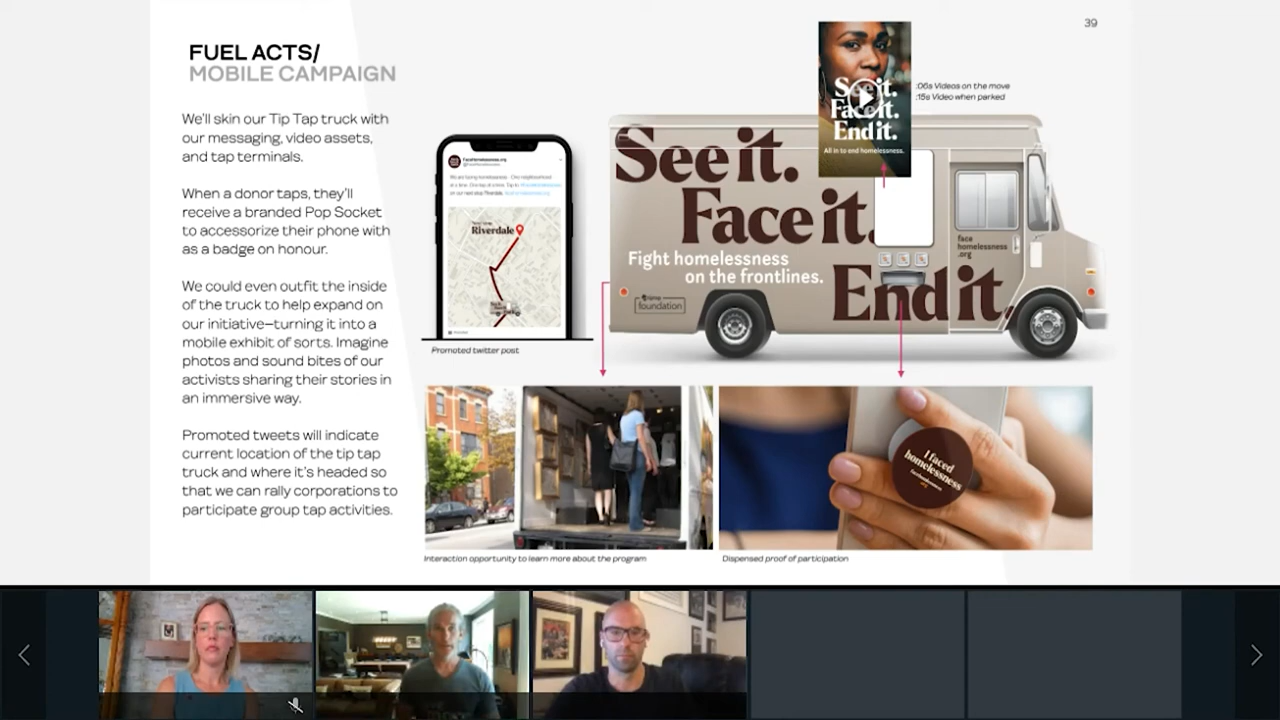 39
FUEL ACTS/
MOBILE CAMPAIGN
We'll skin our Tip Tap truck with
our messaging, video assets,
and tap terminals.
When a donor taps, they'll
receive a branded Pop Socket
to accessorize their phone with
as a badge on honour.
We could even outfit the inside
of the truck to help expand on
our initiative—turning it into a
mobile exhibit of sorts. Imagine
photos and sound bites of our
activists sharing their stories in
an immersive way.
Promoted tweets will indicate
current location of the tip tap
truck and where it's headed so
that we can rally corporations to
participate group tap activities.
FaceHomelessness.org
Riverdale
Promoted twitter post
See it.
Face it.
End it.
All in to end homelessness.
:06s Videos on the move
:15s Video when parked
See it.
Face it.
End it.
Fight homelessness
on the frontlines.
face
homelessness
.org
tiptap
foundation
Interaction opportunity to learn more about the program
I faced
homelessness
Dispensed proof of participation